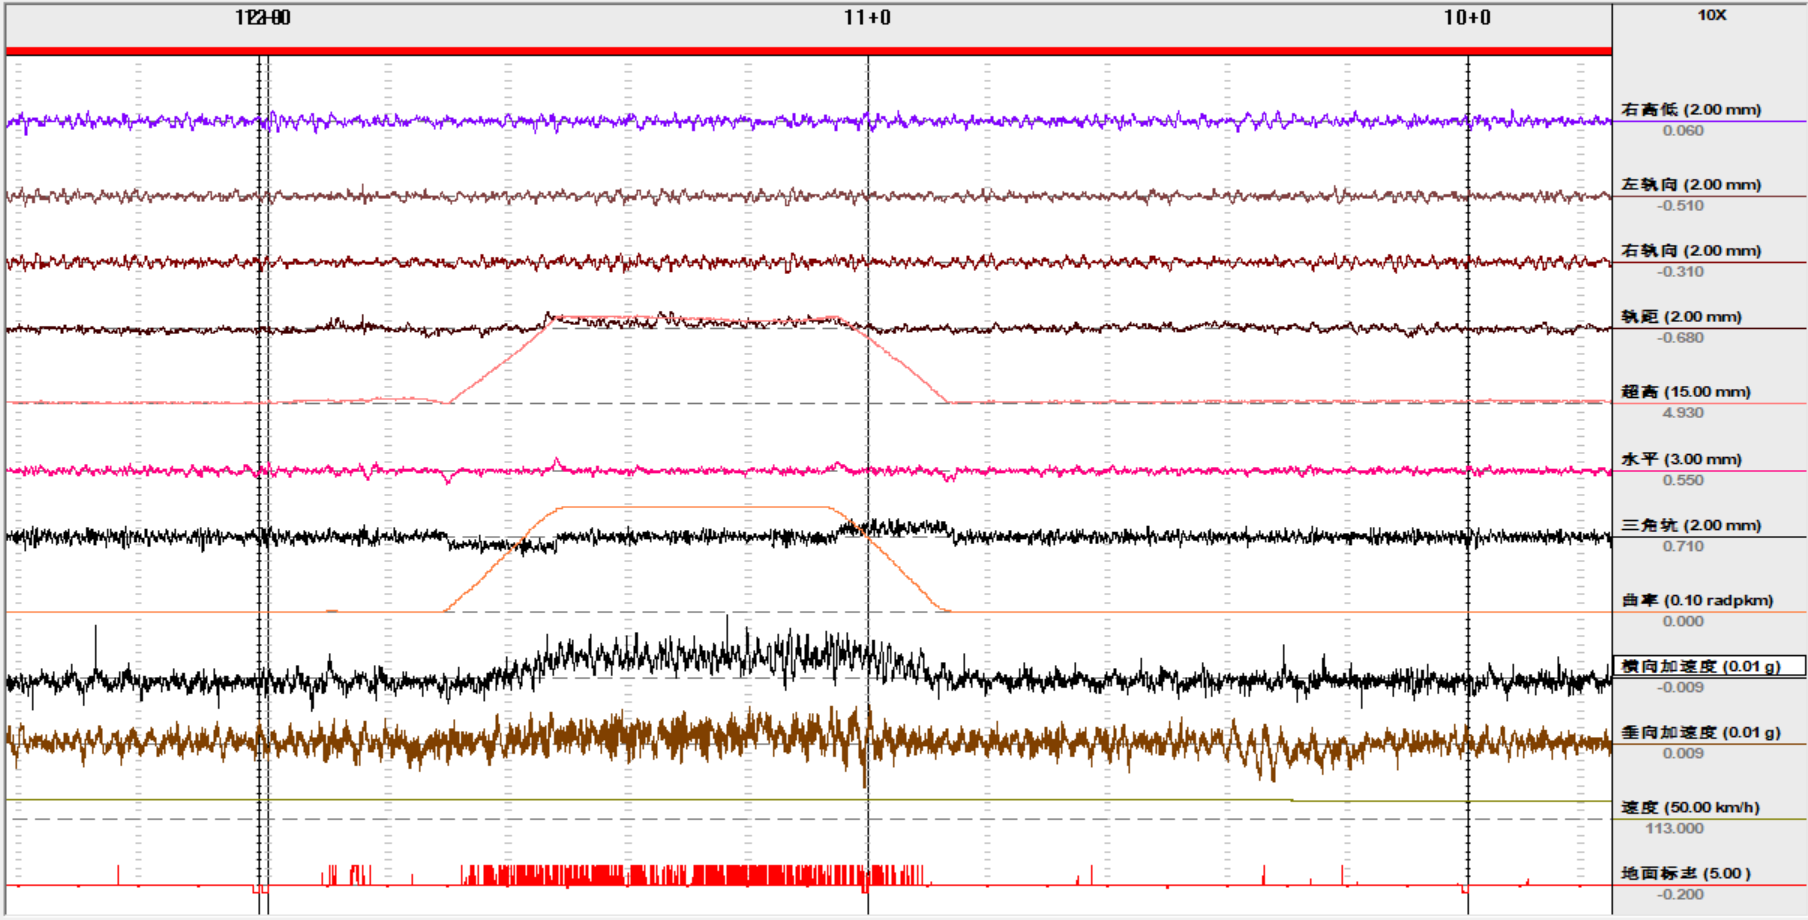 11+0
10+0
10X
右高低 (2.00 mm)
0.060
左轨向 (2.00 mm)
-0.510
右轨向 (2.00 mm)
-0.310
轨距 (2.00 mm)
-0.680
超高 (15.00 mm)
4.930
水平 (3.00 mm)
0.550
三角坑 (2.00 mm)
0.710
曲率 (0.10 radpkm)
0.000
横向加速度 (0.01 g)
-0.009
垂向加速度 (0.01 g)
0.009
速度 (50.00 km/h)
113.000
地面标志 (5.00 )
-0.200